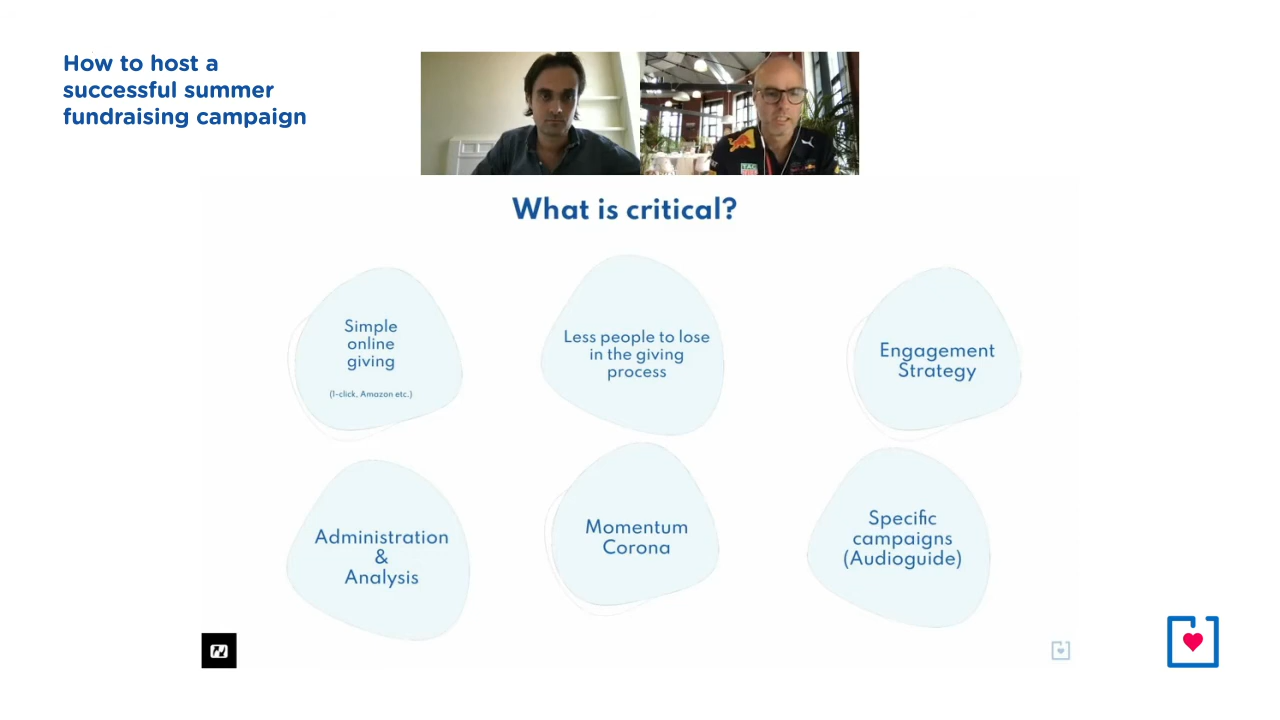 How to host a
successful summer
fundraising campaign
What is critical?
Simple
online
giving
(1-click, Amazon etc.)
Less people to lose
in the giving
process
Engagement
Strategy
Administration
&
Analysis
Momentum
Corona
Specific
campaigns
(Audioguide)